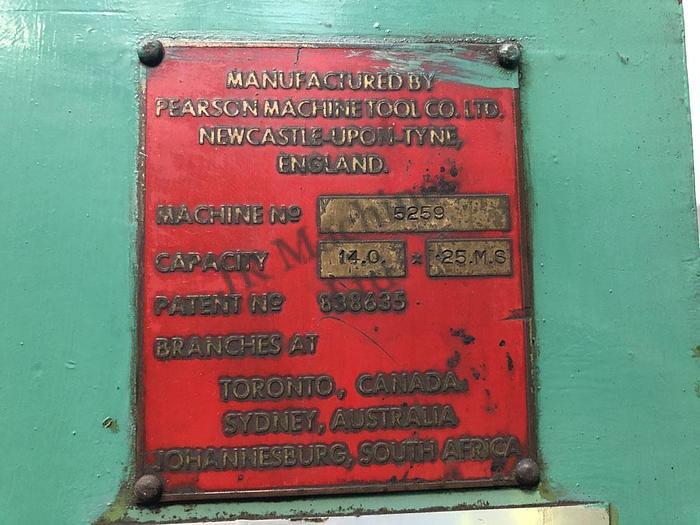 MANUFACTURED BY
PEARSON MACHINE TOOL CO. LTD.
NEWCASTLE-UPON-TYNE,
ENGLAND.
MACHINE Nº 5259
CAPACITY 14.0. x .25.M.S
PATENT Nº 838635
BRANCHES AT
TORONTO, CANADA.
SYDNEY, AUSTRALIA
JOHANNESBURG, SOUTH AFRICA